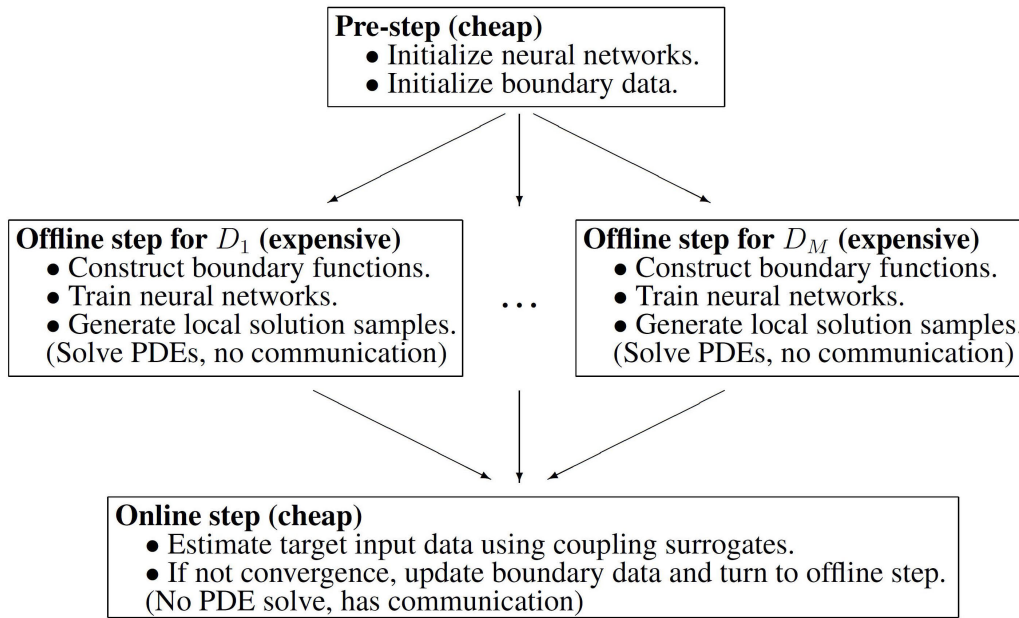 Pre-step (cheap)
• Initialize neural networks.
• Initialize boundary data.
Offline step for D₁ (expensive)
• Construct boundary functions.
• Train neural networks.
• Generate local solution samples.
(Solve PDEs, no communication)
...
Offline step for D_M (expensive)
• Construct boundary functions.
• Train neural networks.
• Generate local solution samples.
(Solve PDEs, no communication)
Online step (cheap)
• Estimate target input data using coupling surrogates.
• If not convergence, update boundary data and turn to offline step.
(No PDE solve, has communication)